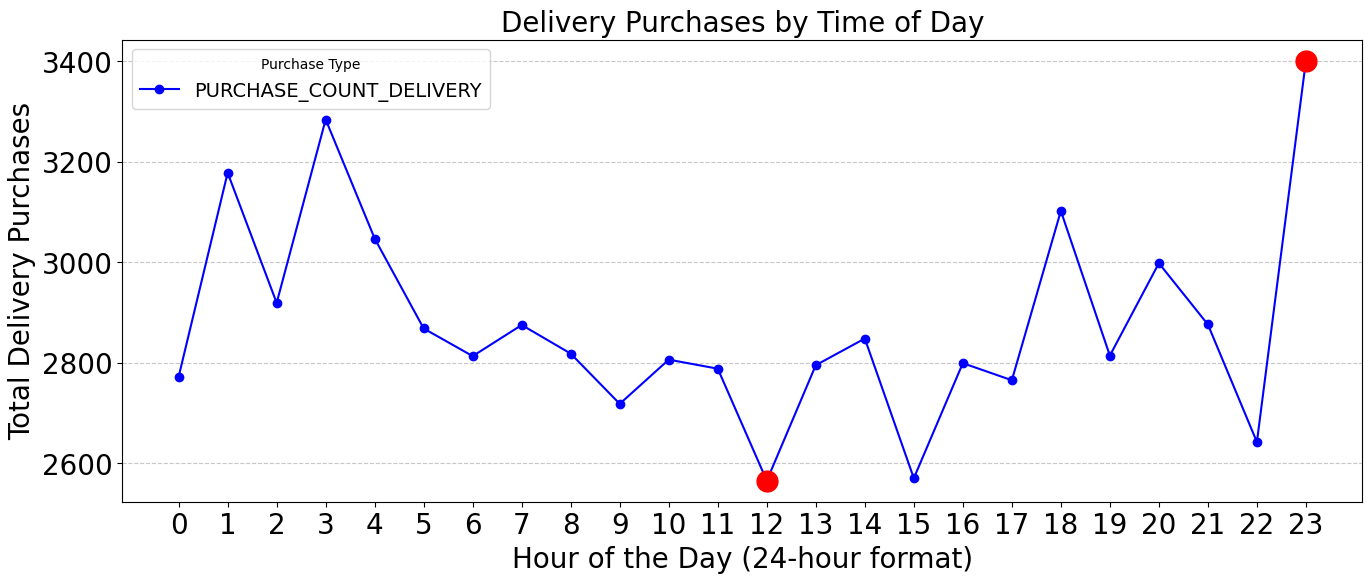 Delivery Purchases by Time of Day
Purchase Type
PURCHASE_COUNT_DELIVERY
Total Delivery Purchases
3400
3200
3000
2800
2600
0 1 2 3 4 5 6 7 8 9 10 11 12 13 14 15 16 17 18 19 20 21 22 23
Hour of the Day (24-hour format)